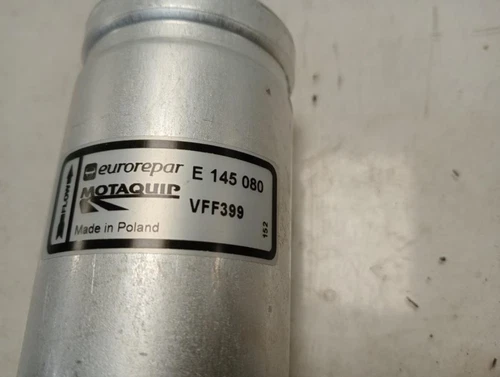 FLOW
eurorepar E 145 080
MOTAQUIP VFF399
Made in Poland
152